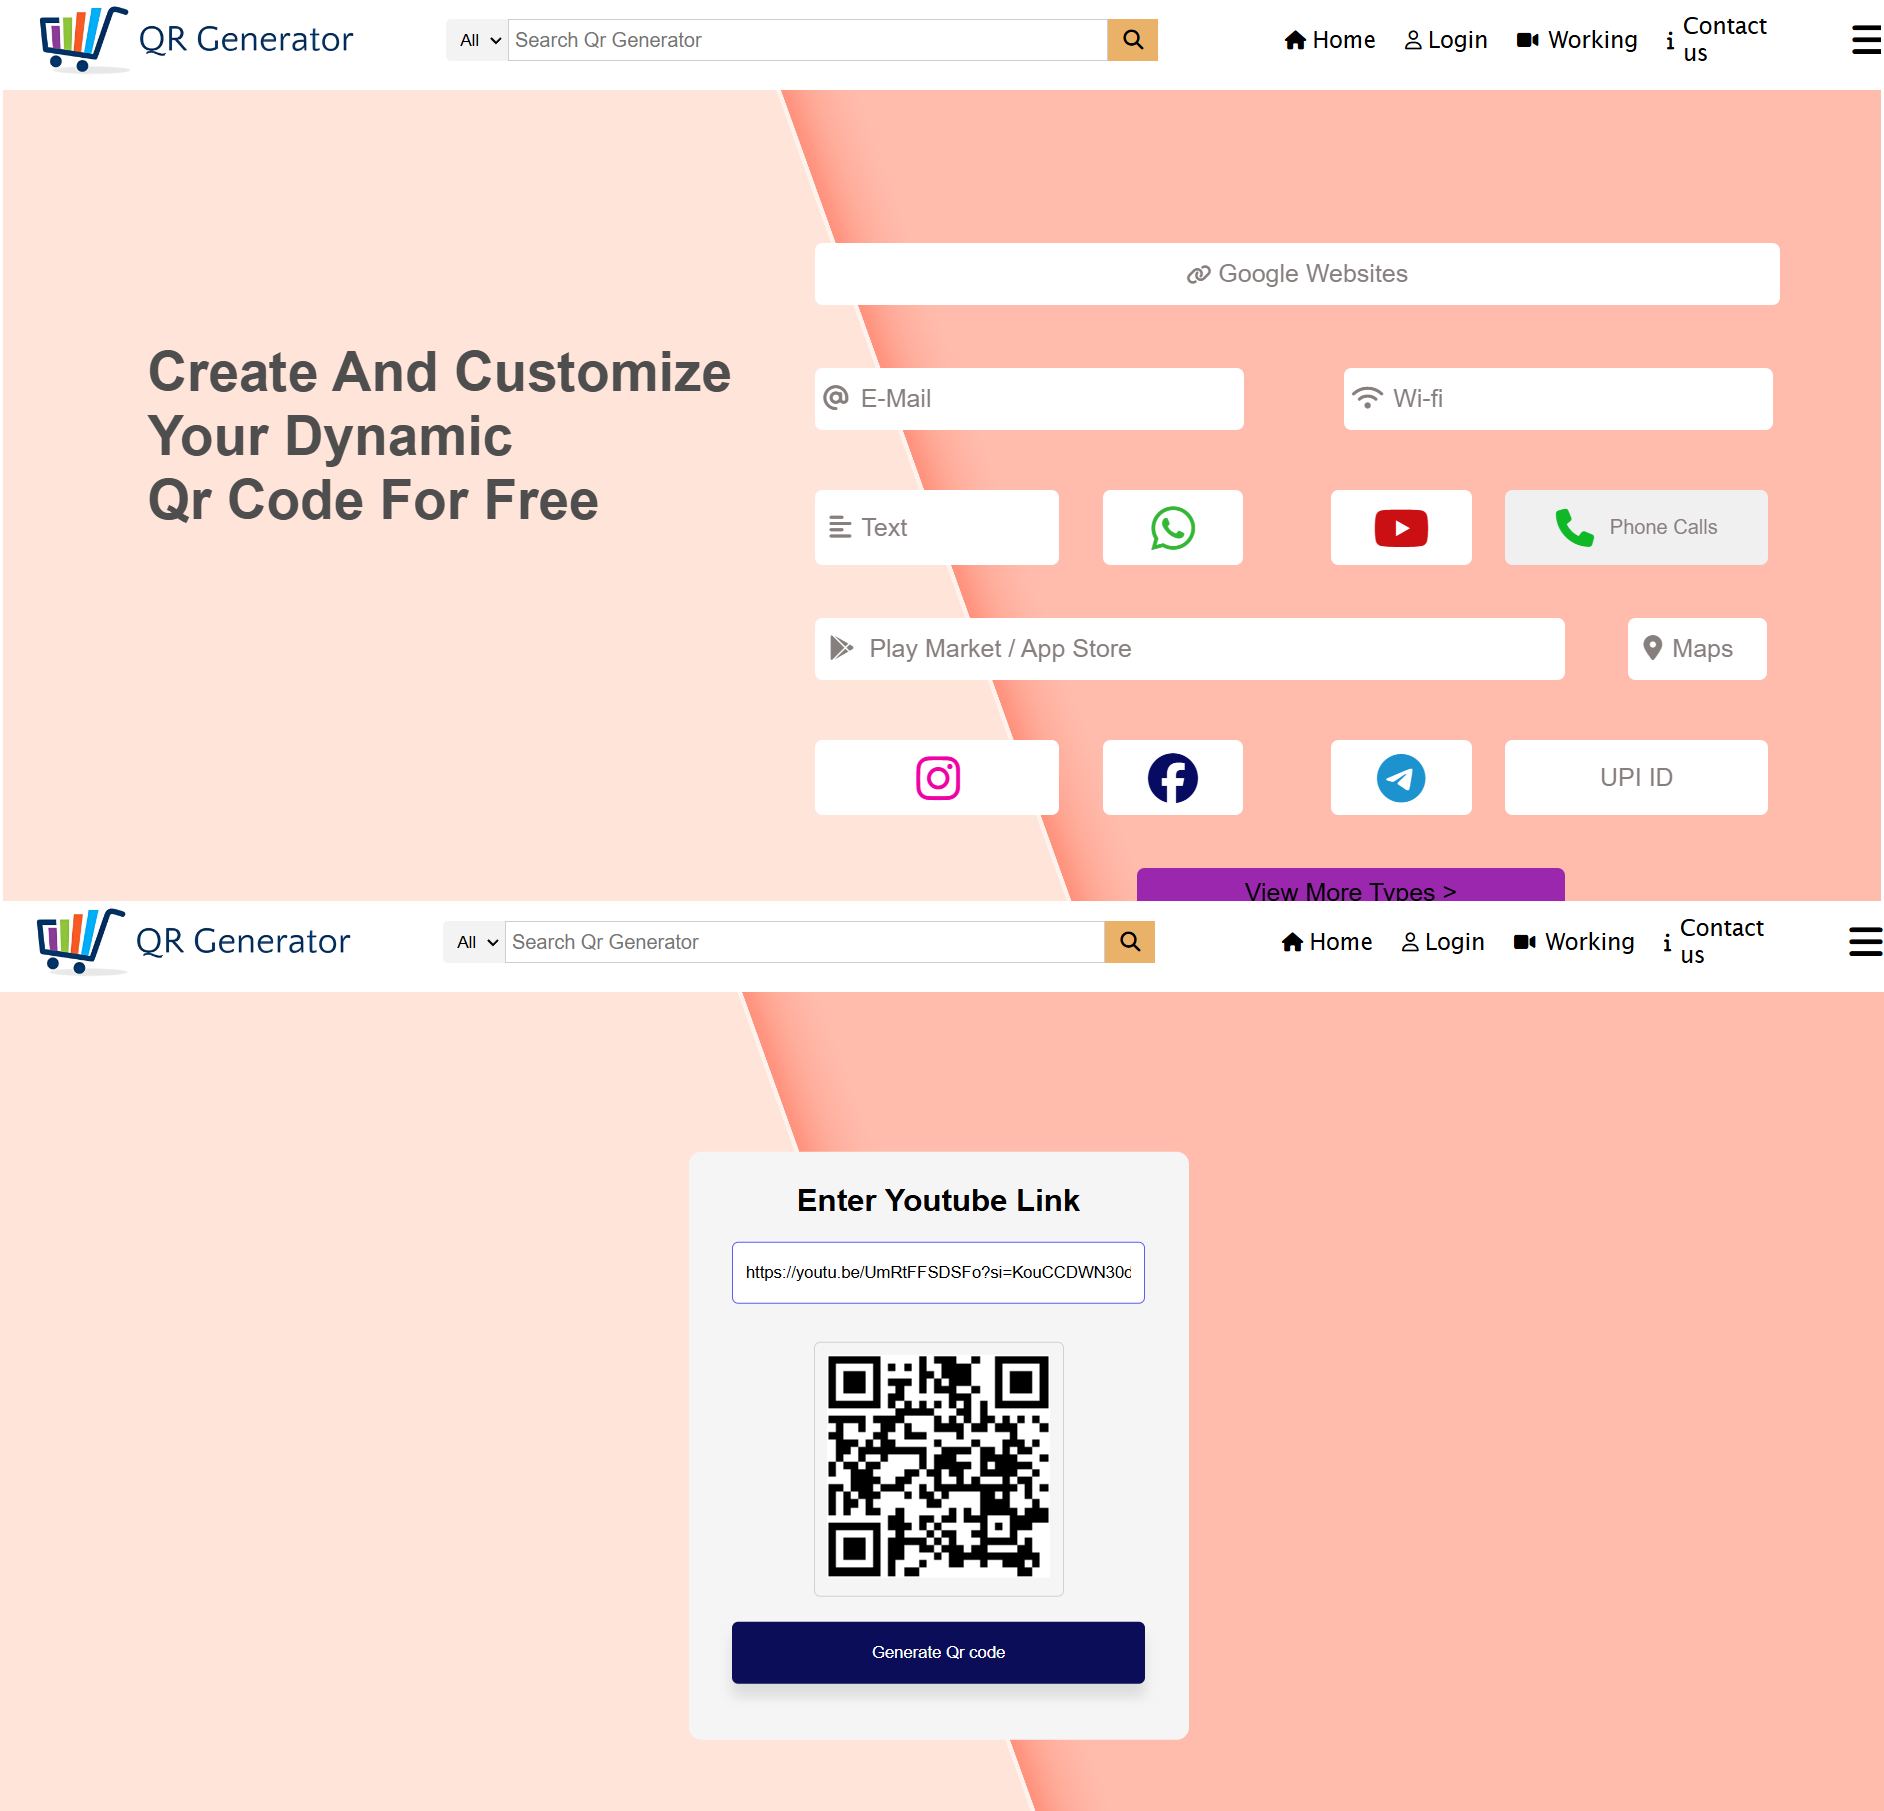 QR Generator
All
Search Qr Generator
Home
Login
Working
Contact
us
Create And Customize
Your Dynamic
Qr Code For Free
Google Websites
E-Mail
Wi-fi
Text
Phone Calls
Play Market / App Store
Maps
UPI ID
View More Types >
QR Generator
All
Search Qr Generator
Home
Login
Working
Contact
us
Enter Youtube Link
https://youtu.be/UmRtFFSDSFo?si=KouCCDWN30d
Generate Qr code